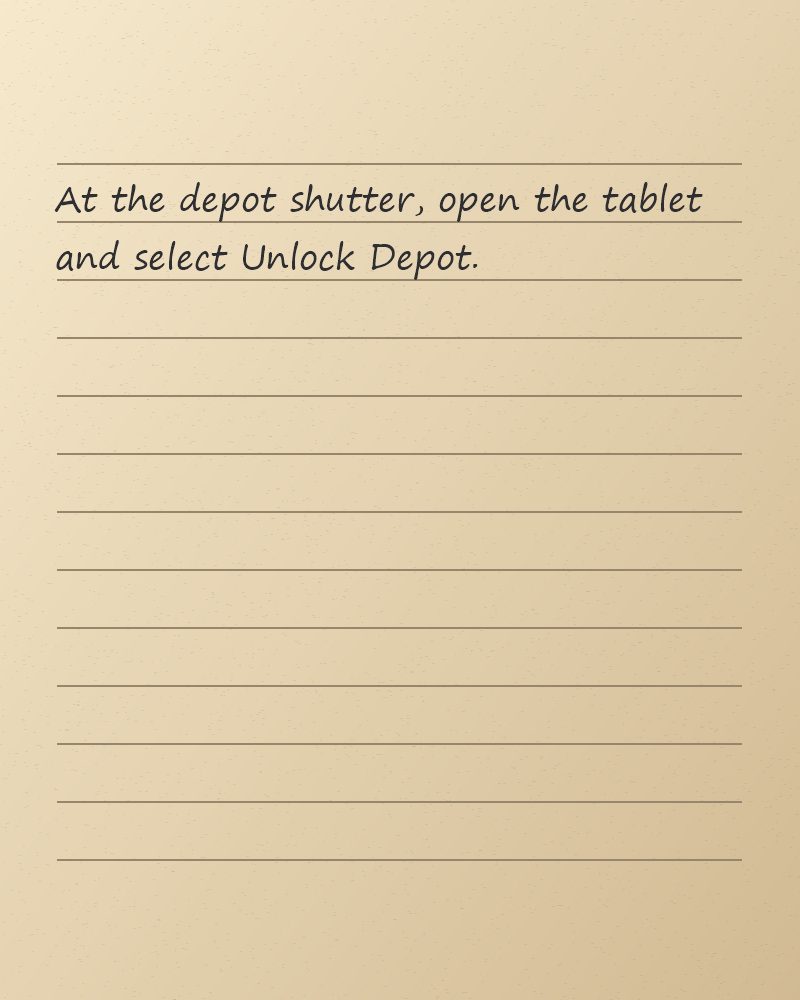 At the depot shutter, open the tablet
and select Unlock Depot.